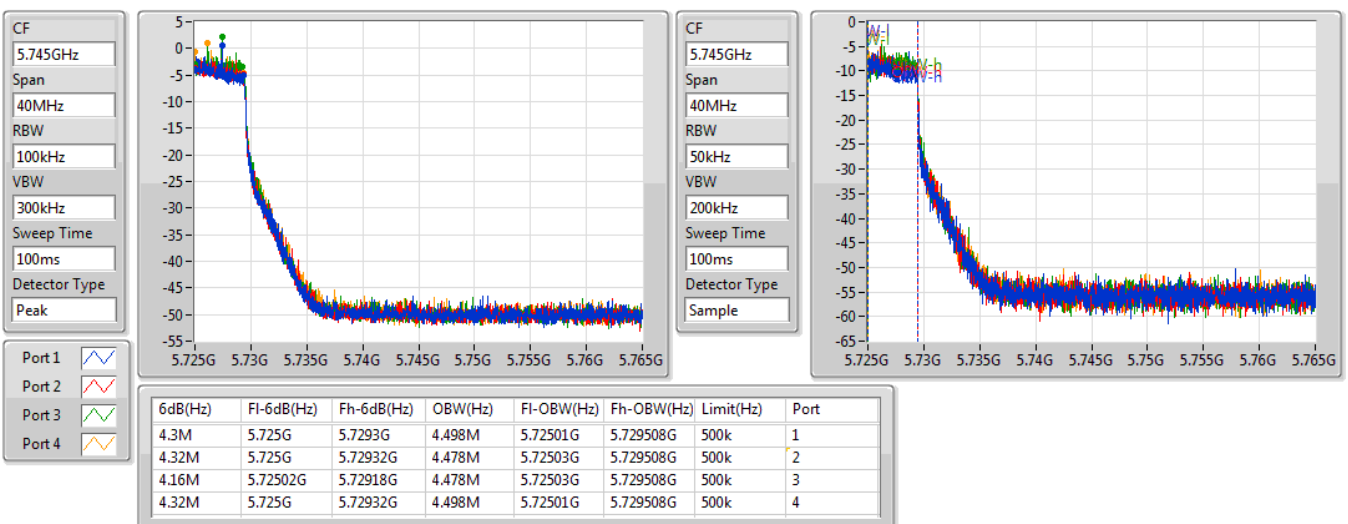 CF
5.745GHz
Span
40MHz
RBW
100kHz
VBW
300kHz
Sweep Time
100ms
Detector Type
Peak
5
0
-5
-10
-15
-20
-25
-30
-35
-40
-45
-50
-55
5.725G 5.73G 5.735G 5.74G 5.745G 5.75G 5.755G 5.76G 5.765G
CF
5.745GHz
Span
40MHz
RBW
50kHz
VBW
200kHz
Sweep Time
100ms
Detector Type
Sample
0
-5
-10
-15
-20
-25
-30
-35
-40
-45
-50
-55
-60
-65
5.725G 5.73G 5.735G 5.74G 5.745G 5.75G 5.755G 5.76G 5.765G
Port 1
Port 2
Port 3
Port 4
6dB(Hz) Fl-6dB(Hz) Fh-6dB(Hz) OBW(Hz) Fl-OBW(Hz) Fh-OBW(Hz) Limit(Hz) Port
4.3M 5.725G 5.7293G 4.498M 5.72501G 5.729508G 500k 1
4.32M 5.725G 5.72932G 4.478M 5.72503G 5.729508G 500k 2
4.16M 5.72502G 5.72918G 4.478M 5.72503G 5.729508G 500k 3
4.32M 5.725G 5.72932G 4.498M 5.72501G 5.729508G 500k 4